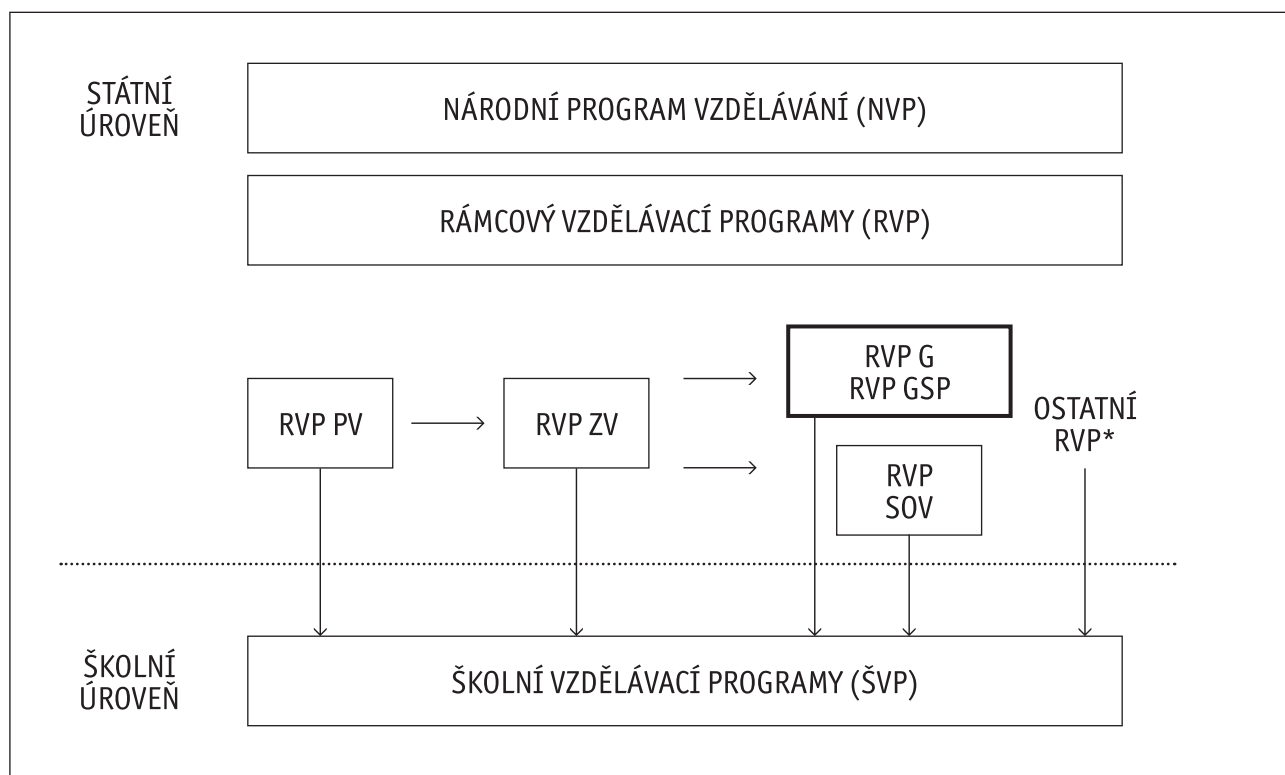 STÁTNÍ
ÚROVEŇ
NÁRODNÍ PROGRAM VZDĚLÁVÁNÍ (NVP)
RÁMCOVÝ VZDĚLÁVACÍ PROGRAMY (RVP)
RVP PV
RVP ZV
RVP G
RVP GSP
RVP
SOV
OSTATNÍ
RVP*
ŠKOLNÍ
ÚROVEŇ
ŠKOLNÍ VZDĚLÁVACÍ PROGRAMY (ŠVP)